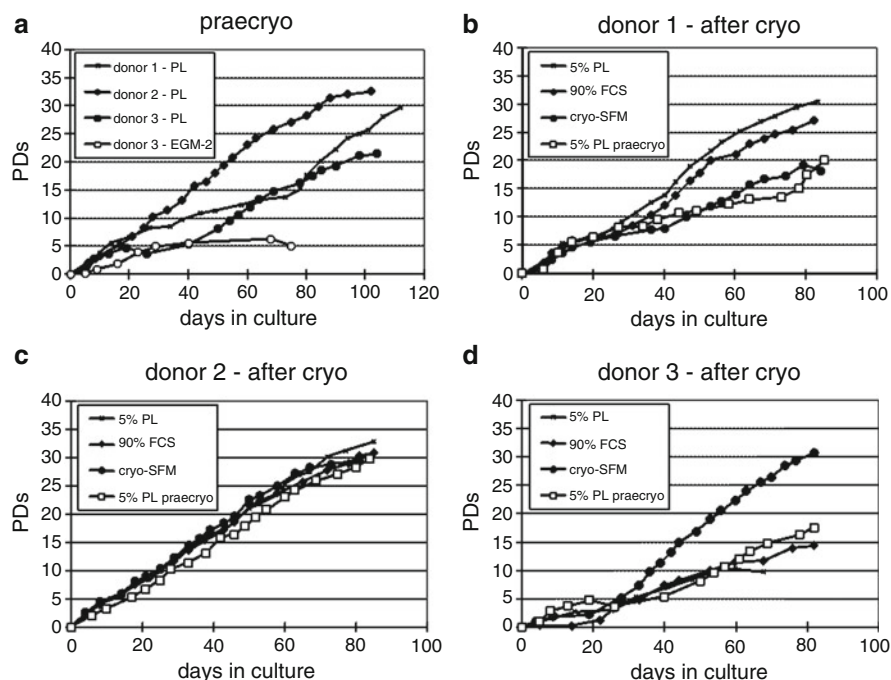 a
praecryo
40
35
30
25
20
15
10
5
0
PDs
donor 1 - PL
donor 2 - PL
donor 3 - PL
donor 3 - EGM-2
0 20 40 60 80 100 120
days in culture
b
donor 1 - after cryo
40
35
30
25
20
15
10
5
0
PDs
5% PL
90% FCS
cryo-SFM
5% PL praecryo
0 20 40 60 80 100
days in culture
c
donor 2 - after cryo
40
35
30
25
20
15
10
5
0
PDs
5% PL
90% FCS
cryo-SFM
5% PL praecryo
0 20 40 60 80 100
days in culture
d
donor 3 - after cryo
40
35
30
25
20
15
10
5
0
PDs
5% PL
90% FCS
cryo-SFM
5% PL praecryo
0 20 40 60 80 100
days in culture